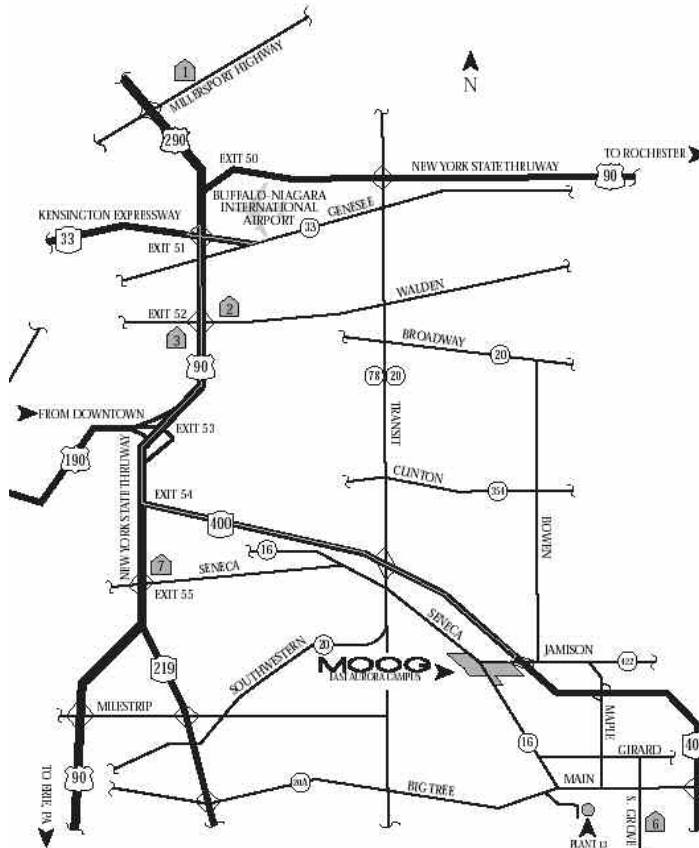 1
MILLERSPORT HIGHWAY
N
290
EXIT 50
NEW YORK STATE THRUWAY
TO ROCHESTER
90
BUFFALO-NIAGARA
INTERNATIONAL
AIRPORT
KENSINGTON EXPRESSWAY
33
EXIT 51
33
GENESEE
EXIT 52
2
3
WALDEN
BROADWAY
20
90
78
20
TRANSIT
FROM DOWNTOWN
EXIT 53
190
NEW YORK STATE THRUWAY
CLINTON
354
EXIT 54
400
BOWEN
16
7
SENECA
EXIT 55
SENECA
219
SOUTHWESTERN
20
MOOG
EAST AURORA CAMPUS
JAMISON
422
MILESTRIP
MAPLE
16
40
GIRARD
90
TO ERIE, PA
20A
BIG TREE
MAIN
S. GROVE
6
PLANT 13